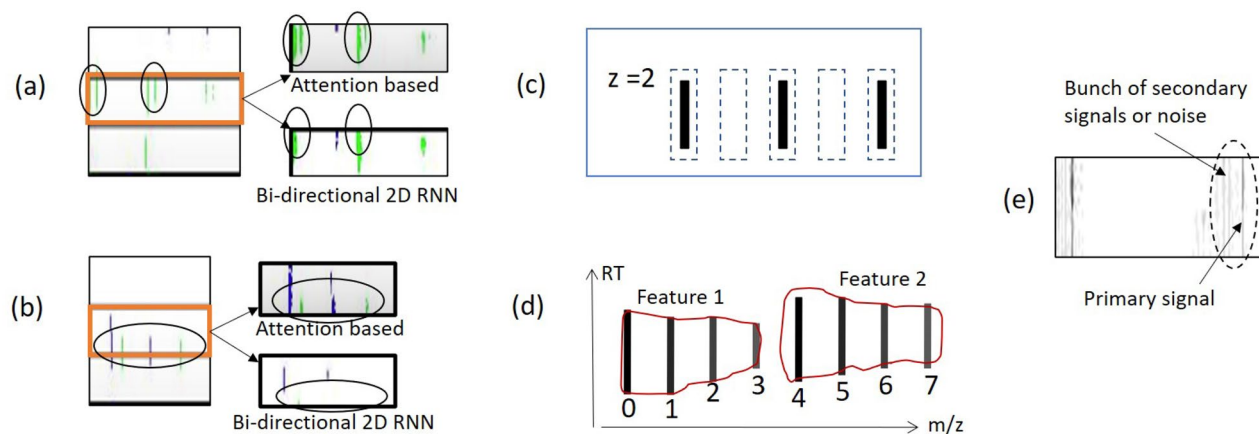 (a)
Attention based
Bi-directional 2D RNN
(b)
Attention based
Bi-directional 2D RNN
(c)
z =2
(d)
RT
Feature 1
Feature 2
0 1 2 3 4 5 6 7
m/z
(e)
Bunch of secondary
signals or noise
Primary signal